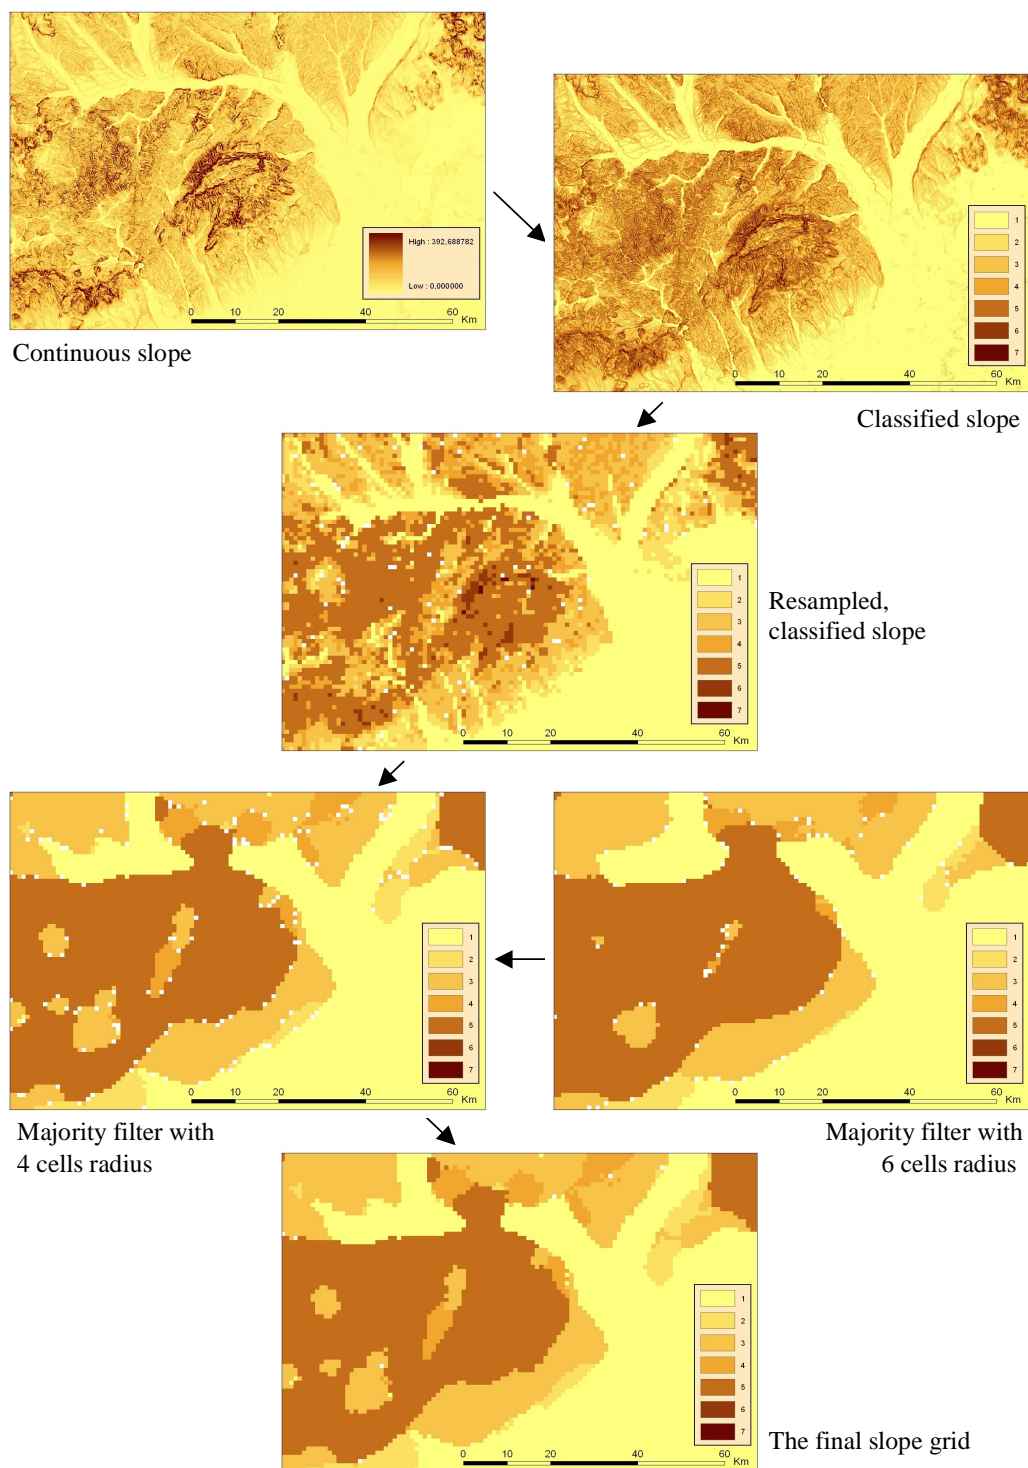 High : 392,688782
Low : 0,000000
0 10 20 40 60
Km
Continuous slope
1
2
3
4
5
6
7
0 10 20 40 60
Km
Classified slope
1
2
3
4
5
6
7
0 10 20 40 60
Km
Resampled,
classified slope
1
2
3
4
5
6
7
0 10 20 40 60
Km
Majority filter with
4 cells radius
1
2
3
4
5
6
7
0 10 20 40 60
Km
Majority filter with
6 cells radius
1
2
3
4
5
6
7
0 10 20 40 60
Km
The final slope grid